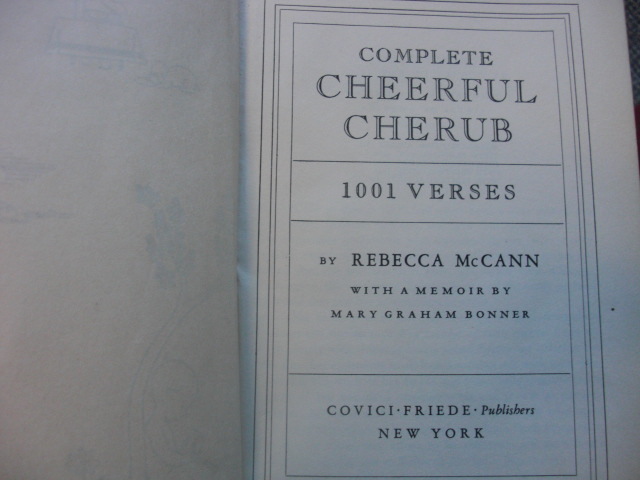 COMPLETE
CHEERFUL
CHERUB
1001 VERSES
BY REBECCA McCANN
WITH A MEMOIR BY
MARY GRAHAM BONNER
COVICI · FRIEDE · Publishers
NEW YORK